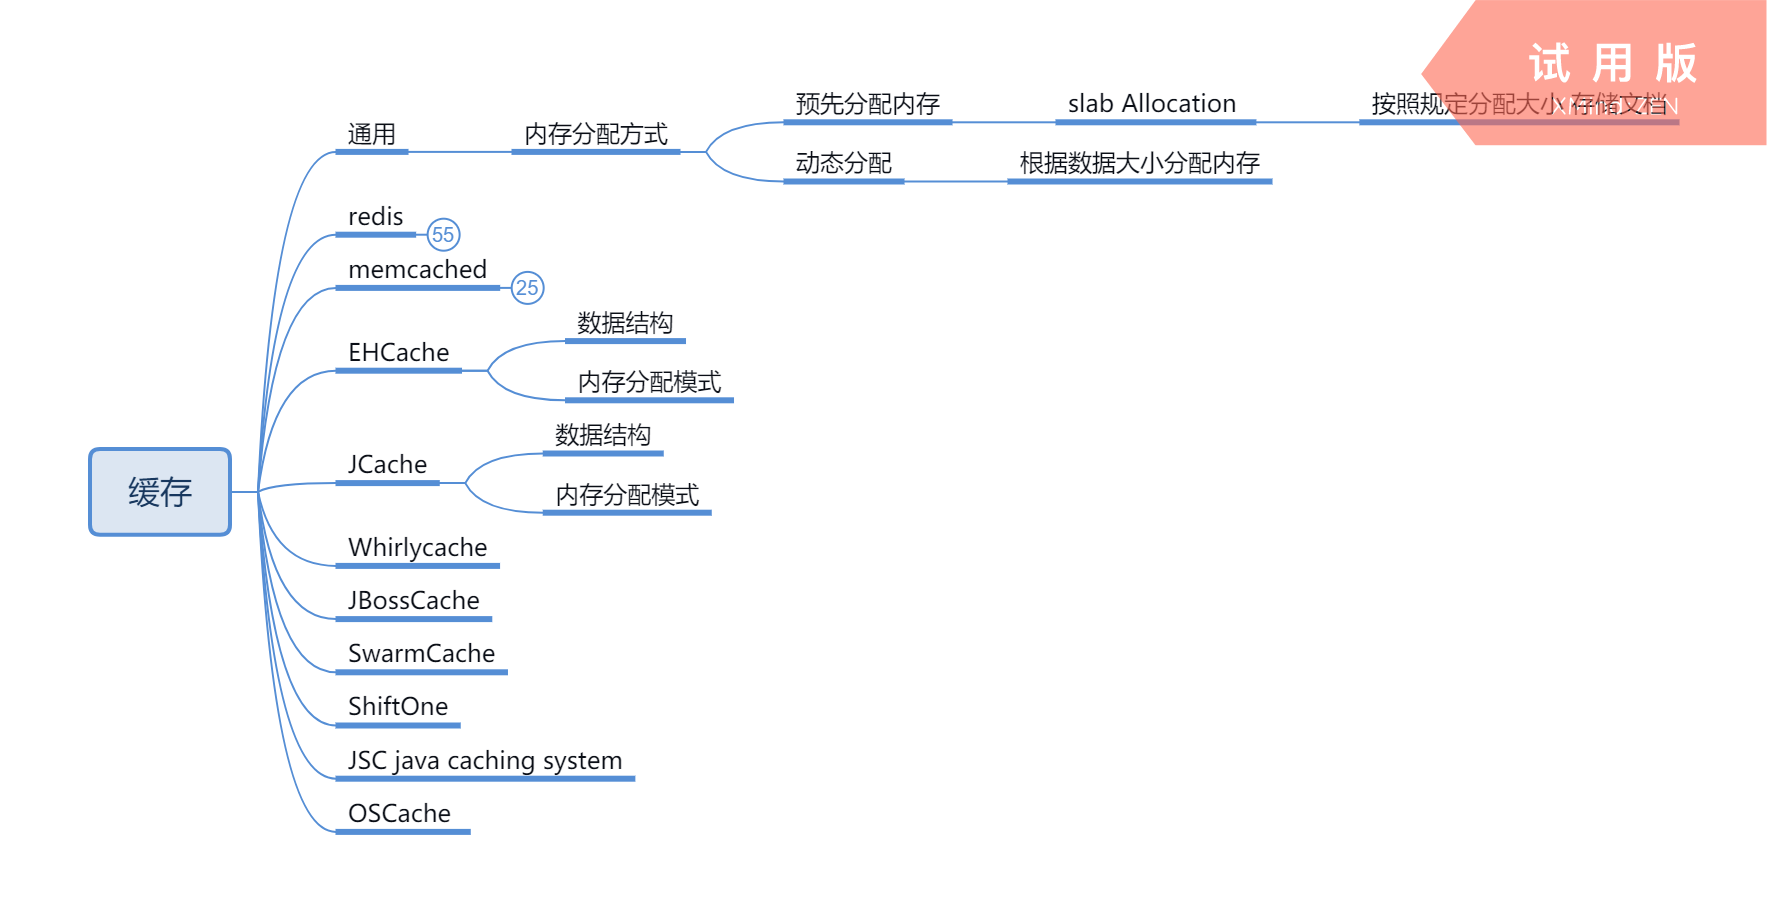 试用版
XMind ZEN
预先分配内存
slab Allocation
按照规定分配大小 存储文档
通用
内存分配方式
动态分配
根据数据大小分配内存
redis
55
memcached
25
数据结构
EHCache
内存分配模式
数据结构
JCache
内存分配模式
缓存
Whirlycache
JBossCache
SwarmCache
ShiftOne
JSC java caching system
OSCache